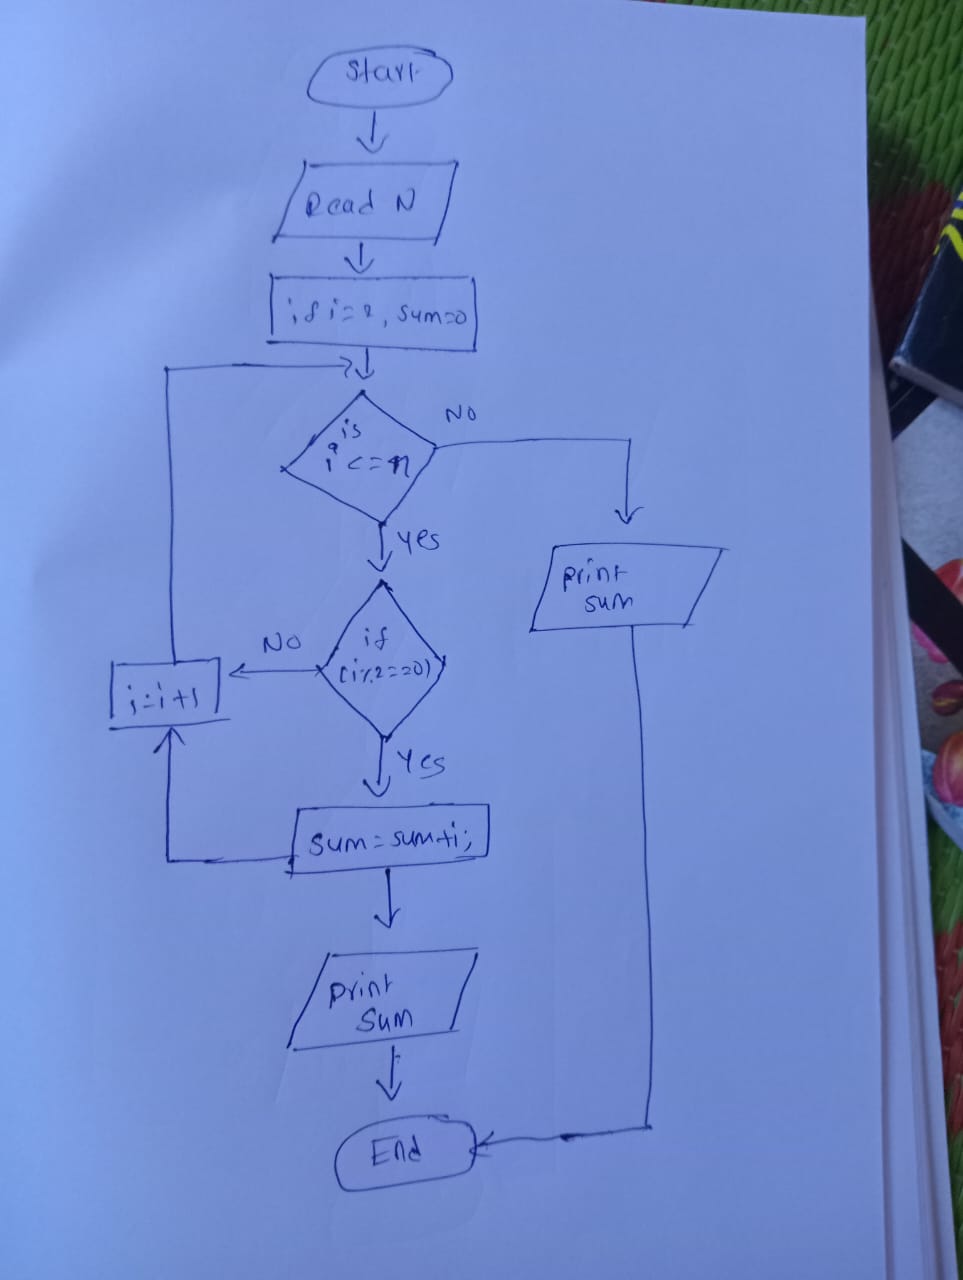 Start
Read N
if i=2, sum=0
NO
is
i <= n
yes
print
sum
NO
if
(i%2==0)
i=i+1
Yes
sum=sum+i;
print
sum
End